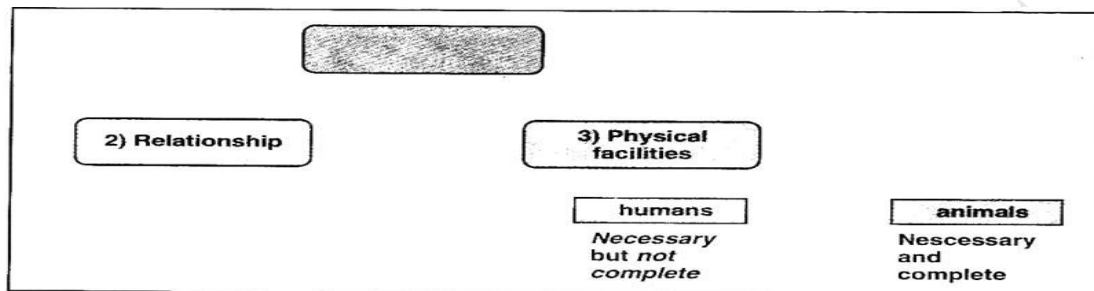 2) Relationship
3) Physical
facilities
humans
animals
Necessary
but not
complete
Nescessary
and
complete